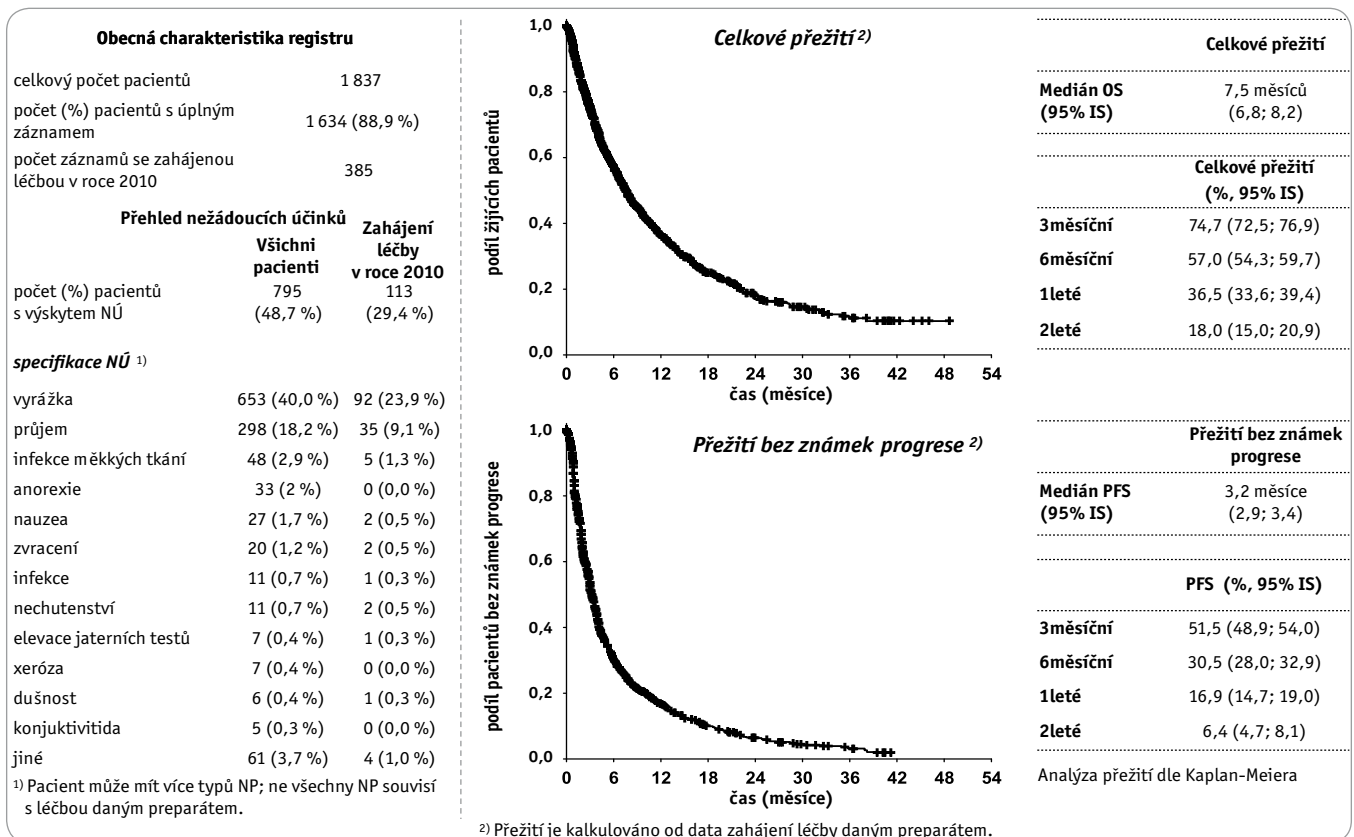 Obecná charakteristika registru
celkový počet pacientů 1 837
počet (%) pacientů s úplným
záznamem 1 634 (88,9 %)
počet záznamů se zahájenou
léčbou v roce 2010 385
Přehled nežádoucích účinků
Všichni
pacienti
Zahájení
léčby
v roce 2010
počet (%) pacientů
s výskytem NÚ
795
(48,7 %)
113
(29,4 %)
specifikace NÚ 1)
vyrážka 653 (40,0 %) 92 (23,9 %)
průjem 298 (18,2 %) 35 (9,1 %)
infekce měkkých tkání 48 (2,9 %) 5 (1,3 %)
anorexie 33 (2 %) 0 (0,0 %)
nauzea 27 (1,7 %) 2 (0,5 %)
zvracení 20 (1,2 %) 2 (0,5 %)
infekce 11 (0,7 %) 1 (0,3 %)
nechutenství 11 (0,7 %) 2 (0,5 %)
elevace jaterních testů 7 (0,4 %) 1 (0,3 %)
xeróza 7 (0,4 %) 0 (0,0 %)
dušnost 6 (0,4 %) 1 (0,3 %)
konjuktivitida 5 (0,3 %) 0 (0,0 %)
jiné 61 (3,7 %) 4 (1,0 %)
1) Pacient může mít více typů NP; ne všechny NP souvisí
s léčbou daným preparátem.
Celkové přežití 2)
podíl žijících pacientů
1,0
0,8
0,6
0,4
0,2
0,0
0 6 12 18 24 30 36 42 48 54
čas (měsíce)
Přežití bez známek progrese 2)
podíl pacientů bez známek progrese
1,0
0,8
0,6
0,4
0,2
0,0
0 6 12 18 24 30 36 42 48 54
čas (měsíce)
2) Přežití je kalkulováno od data zahájení léčby daným preparátem.
Celkové přežití
Medián OS 7,5 měsíců
(95% IS) (6,8; 8,2)
Celkové přežití
(%, 95% IS)
3měsíční 74,7 (72,5; 76,9)
6měsíční 57,0 (54,3; 59,7)
1leté 36,5 (33,6; 39,4)
2leté 18,0 (15,0; 20,9)
Přežití bez známek
progrese
Medián PFS 3,2 měsíce
(95% IS) (2,9; 3,4)
PFS (%, 95% IS)
3měsíční 51,5 (48,9; 54,0)
6měsíční 30,5 (28,0; 32,9)
1leté 16,9 (14,7; 19,0)
2leté 6,4 (4,7; 8,1)
Analýza přežití dle Kaplan-Meiera